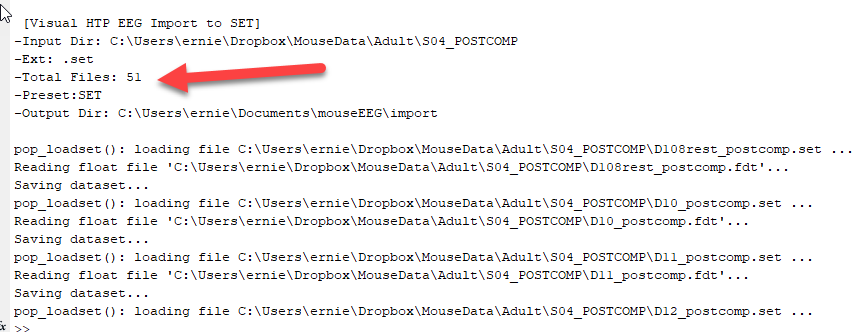 [Visual HTP EEG Import to SET]
-Input Dir: C:\Users\ernie\Dropbox\MouseData\Adult\S04_POSTCOMP
-Ext: .set
-Total Files: 51
-Preset:SET
-Output Dir: C:\Users\ernie\Documents\mouseEEG\import
pop_loadset(): loading file C:\Users\ernie\Dropbox\MouseData\Adult\S04_POSTCOMP\D108rest_postcomp.set ...
Reading float file 'C:\Users\ernie\Dropbox\MouseData\Adult\S04_POSTCOMP\D108rest_postcomp.fdt'...
Saving dataset...
pop_loadset(): loading file C:\Users\ernie\Dropbox\MouseData\Adult\S04_POSTCOMP\D10_postcomp.set ...
Reading float file 'C:\Users\ernie\Dropbox\MouseData\Adult\S04_POSTCOMP\D10_postcomp.fdt'...
Saving dataset...
pop_loadset(): loading file C:\Users\ernie\Dropbox\MouseData\Adult\S04_POSTCOMP\D11_postcomp.set ...
Reading float file 'C:\Users\ernie\Dropbox\MouseData\Adult\S04_POSTCOMP\D11_postcomp.fdt'...
Saving dataset...
pop_loadset(): loading file C:\Users\ernie\Dropbox\MouseData\Adult\S04_POSTCOMP\D12_postcomp.set ...
>>